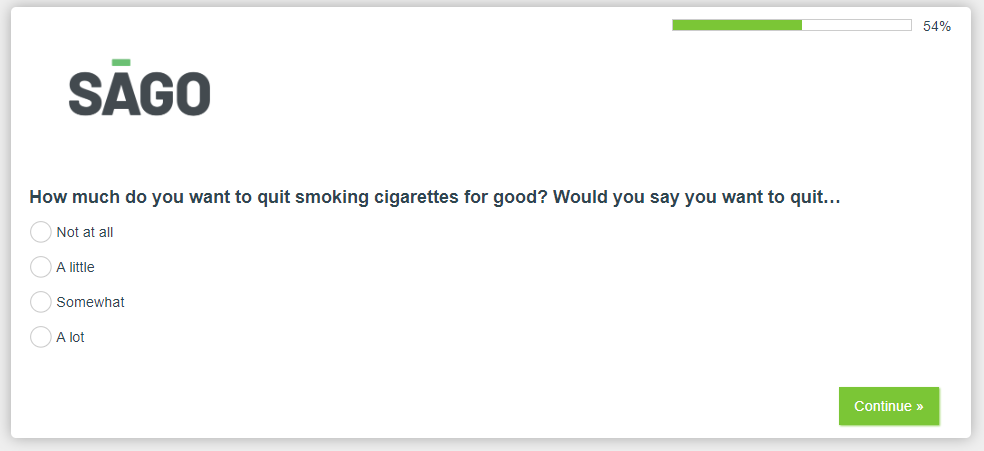 54%
SĀGO
How much do you want to quit smoking cigarettes for good? Would you say you want to quit…
Not at all
A little
Somewhat
A lot
Continue »